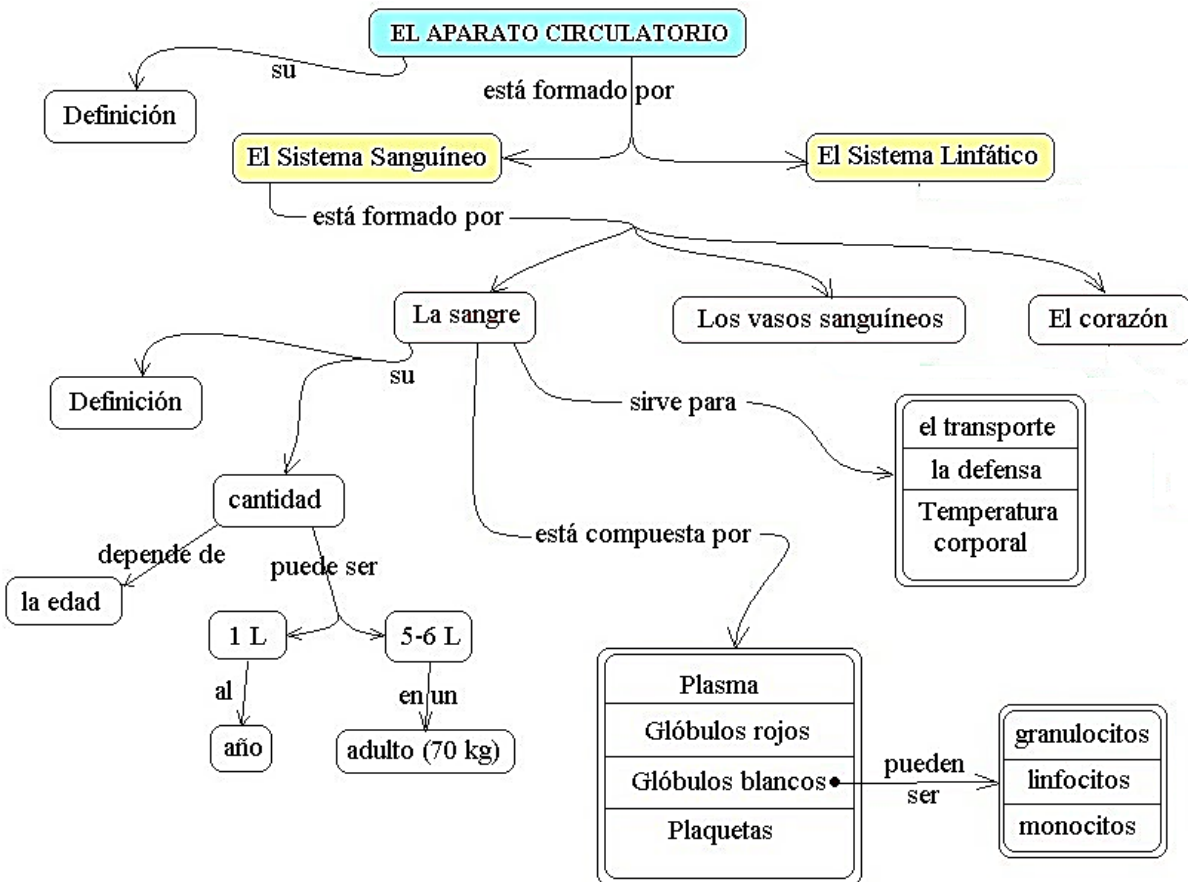 EL APARATO CIRCULATORIO
su
está formado por
Definición
El Sistema Sanguíneo
El Sistema Linfático
está formado por
La sangre
Los vasos sanguíneos
El corazón
su
Definición
sirve para
el transporte
la defensa
Temperatura
corporal
cantidad
está compuesta por
depende de
puede ser
la edad
1 L
5-6 L
al
en un
año
adulto (70 kg)
Plasma
Glóbulos rojos
Glóbulos blancos
Plaquetas
pueden
ser
granulocitos
linfocitos
monocitos